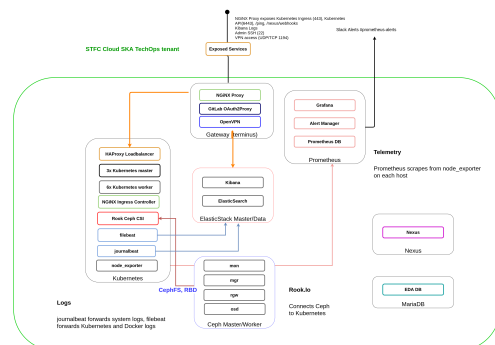 NGINX Proxy exposes Kubernetes Ingress (443), Kubernetes
API(6443), /ping, /nexus/webhooks
Kibana Logs
Admin SSH (22)
VPN access (UDP/TCP 1194)
Slack Alerts #prometheus-alerts
STFC Cloud SKA TechOps tenant
Exposed Services
NGINX Proxy
GitLab OAuth2Proxy
OpenVPN
Gateway (terminus)
Grafana
Alert Manager
Prometheus DB
Prometheus
Telemetry
Prometheus scrapes from node_exporter
on each host
HAProxy Loadbalancer
3x Kubernetes master
6x Kubernetes worker
NGINX Ingress Controller
Rook Ceph CSI
filebeat
journalbeat
node_exporter
Kubernetes
Kibana
ElasticSearch
ElasticStack Master/Data
Nexus
Nexus
mon
mgr
rgw
osd
Ceph Master/Worker
CephFS, RBD
Rook.Io
Connects Ceph
to Kubernetes
EDA DB
MariaDB
Logs
journalbeat forwards system logs, filebeat
forwards Kubernetes and Docker logs